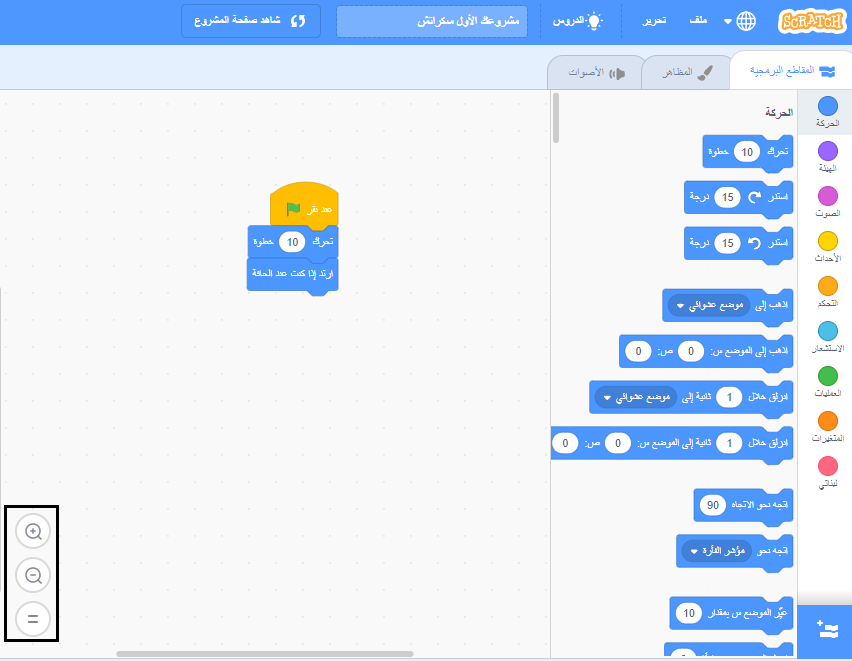 SCRATCH
ملف
تحرير
الدروس
مشروعك الأول سكراتش
شاهد صفحة المشروع
المقاطع البرمجية
المظاهر
الأصوات
الحركة
الهيئة
الصوت
الأحداث
التحكم
الاستشعار
العمليات
المتغيرات
لبناتي
الحركة
تحرك 10 خطوة
استدر 15 درجة
استدر 15 درجة
اذهب إلى موضع عشوائي
اذهب إلى الموضع س: 0 ص: 0
انزلق خلال 1 ثانية إلى موضع عشوائي
انزلق خلال 1 ثانية إلى الموضع س: 0 ص: 0
اتجه نحو الاتجاه 90
اتجه نحو مؤشر الفأرة
غيّر الموضع س بمقدار 10
عند نقر
تحرك 10 خطوة
ارتد إذا كنت عند الحافة